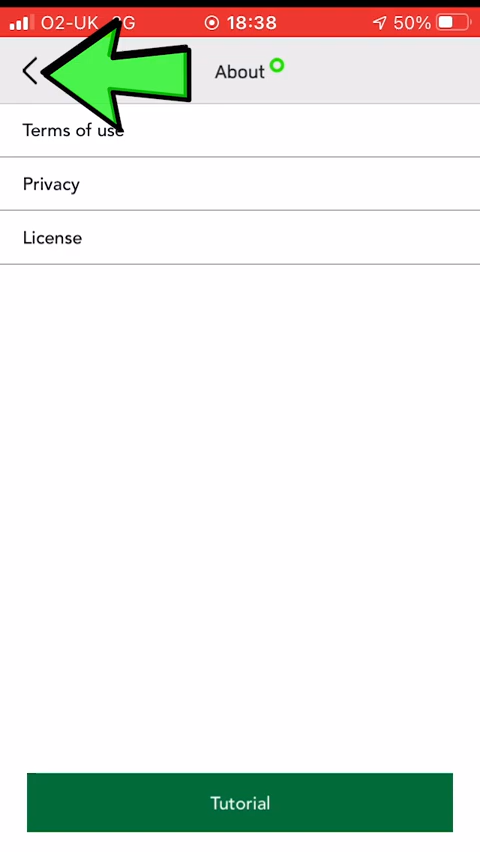 O2-UK 18:38 50%
About
Terms of use
Privacy
License
Tutorial